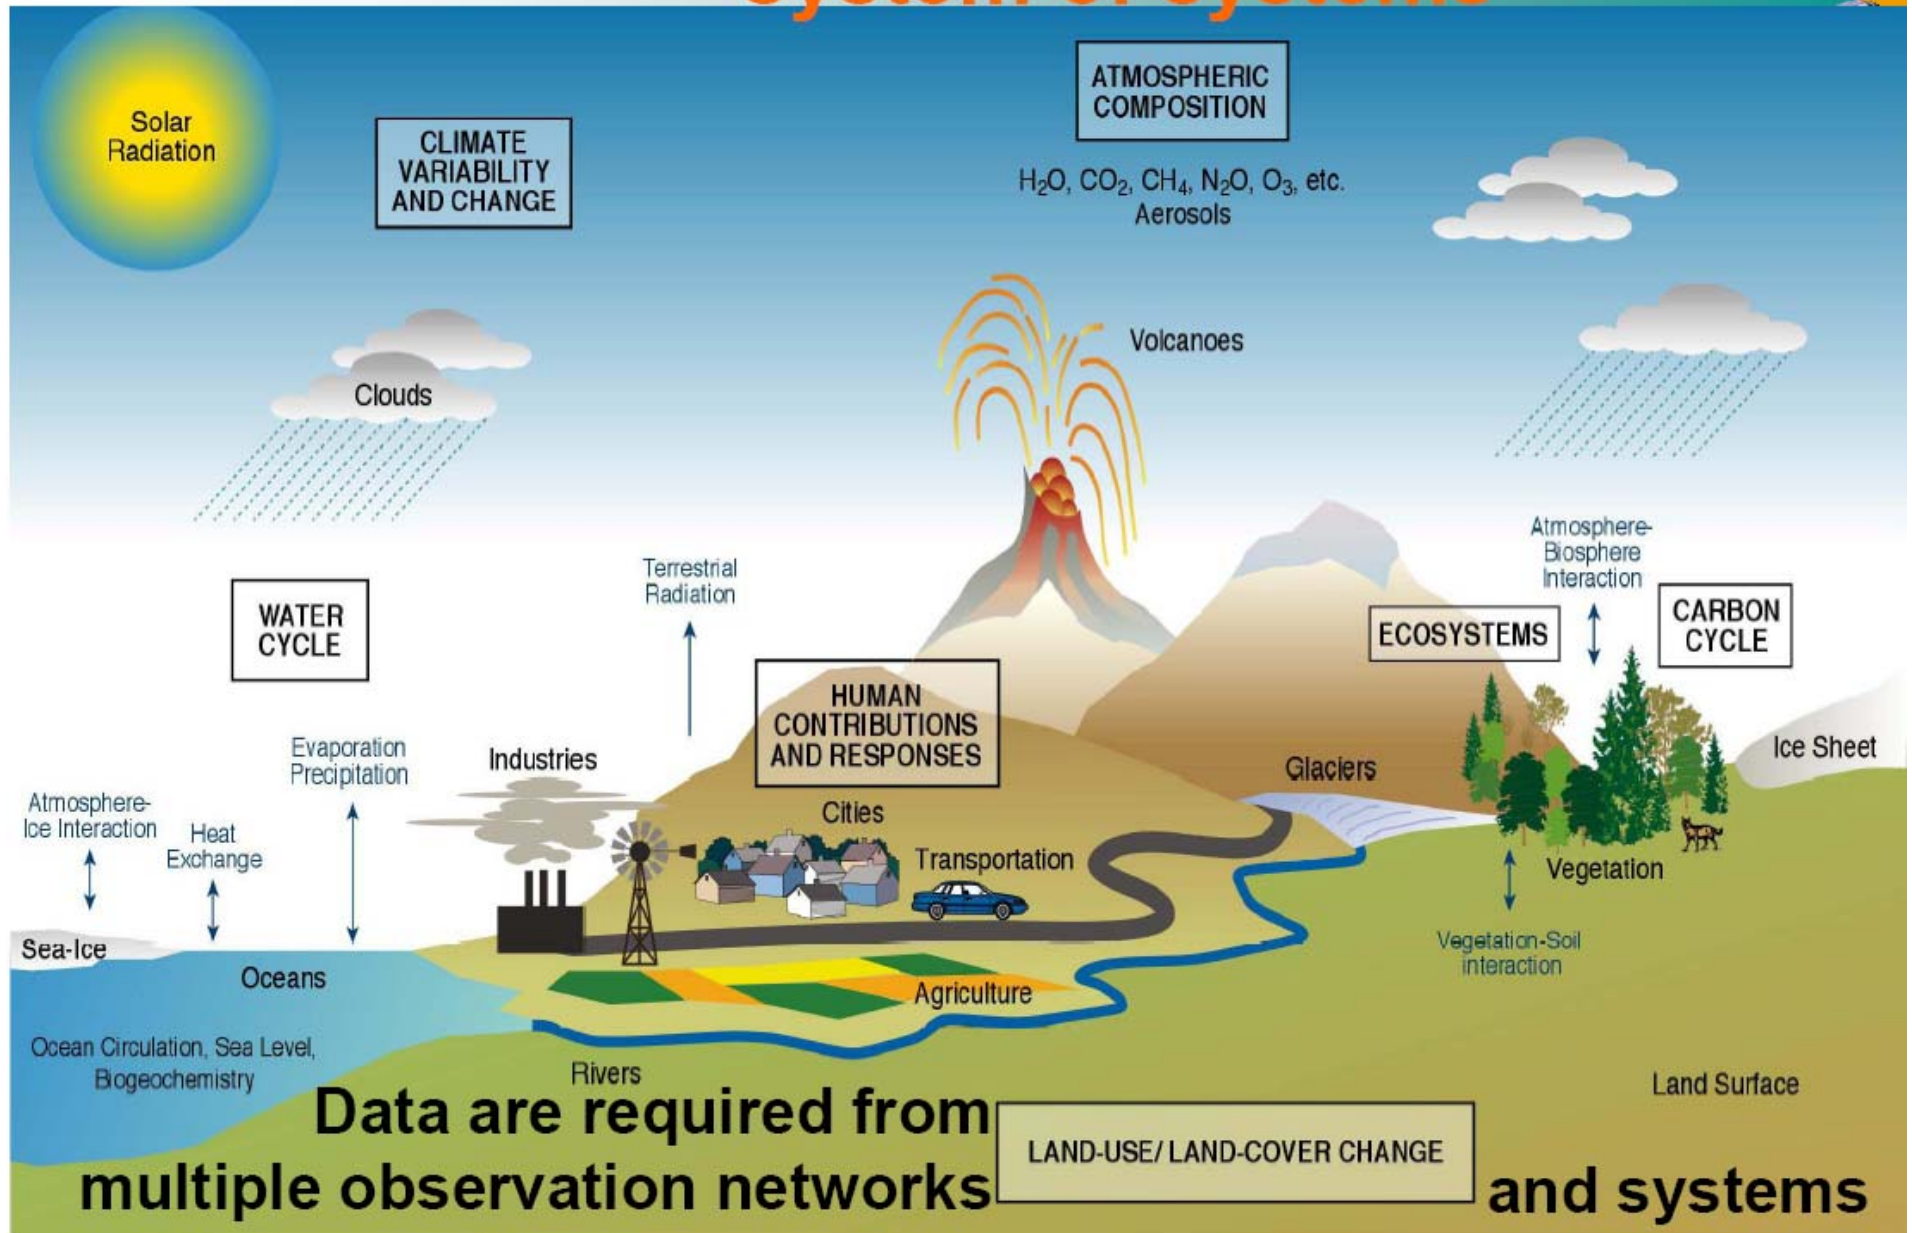 System of Systems
Solar
Radiation
CLIMATE
VARIABILITY
AND CHANGE
ATMOSPHERIC
COMPOSITION
H₂O, CO₂, CH₄, N₂O, O₃, etc.
Aerosols
Volcanoes
Clouds
Atmosphere-
Biosphere
Interaction
Terrestrial
Radiation
WATER
CYCLE
ECOSYSTEMS
CARBON
CYCLE
HUMAN
CONTRIBUTIONS
AND RESPONSES
Evaporation
Precipitation
Industries
Glaciers
Ice Sheet
Atmosphere-
Ice Interaction
Heat
Exchange
Cities
Transportation
Vegetation
Sea-Ice
Oceans
Vegetation-Soil
interaction
Agriculture
Ocean Circulation, Sea Level,
Biogeochemistry
Rivers
Land Surface
Data are required from
LAND-USE/ LAND-COVER CHANGE
multiple observation networks and systems